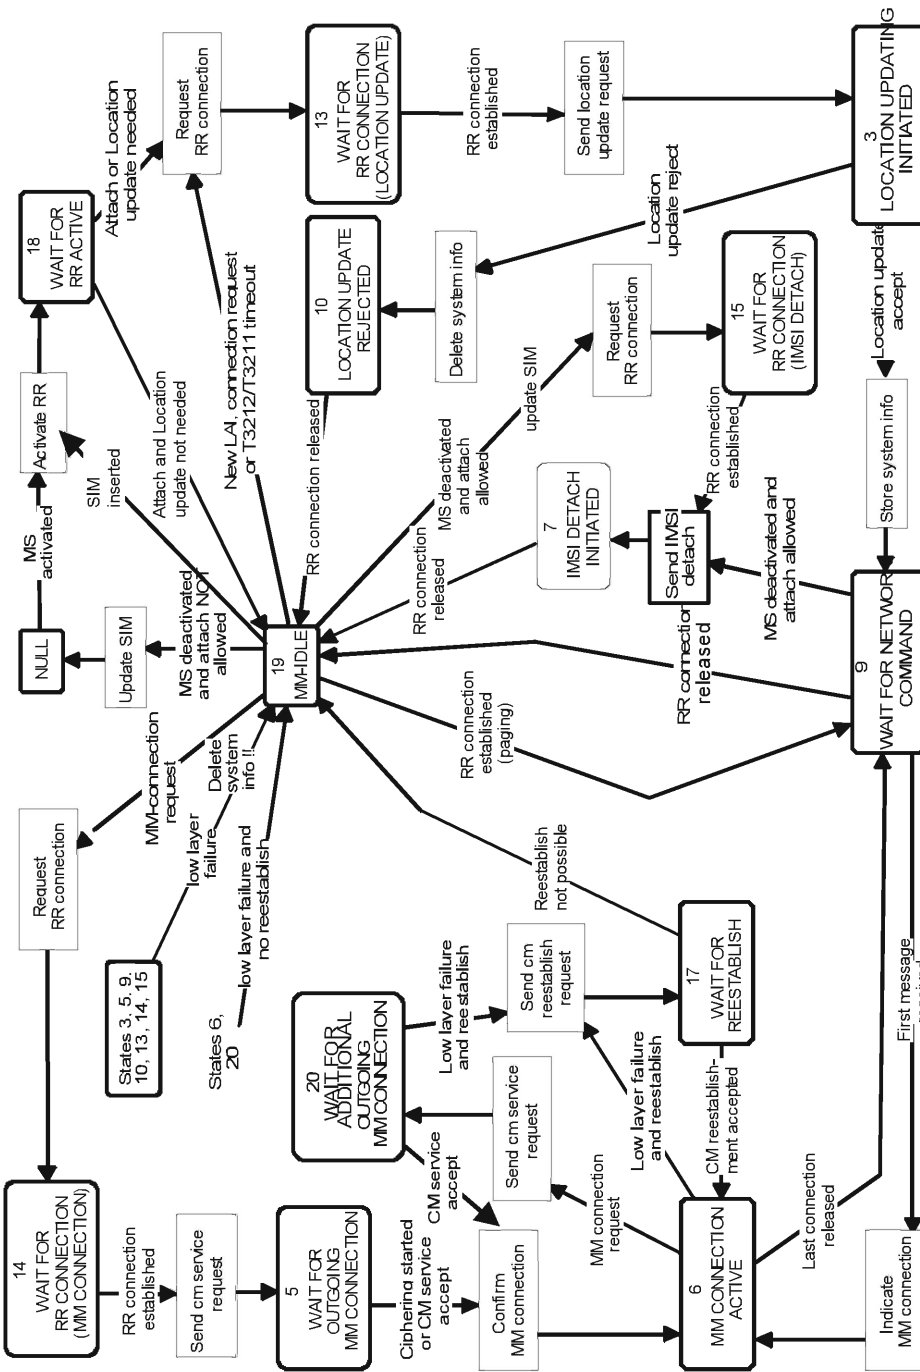 14
WAIT FOR
RR CONNECTION
(MM CONNECTION)
RR connection
established
Send cm service
request
5
WAIT FOR
OUTGOING
MM CONNECTION
Ciphering started
or CM service
accept
Confirm
MM connection
6
MM CONNECTION
ACTIVE
Indicate
MM connection
Request
RR connection
MM-connection
request
States 3, 5. 9.
10, 13, 14, 15
low layer
failure
Delete
system
info !!
States 6,
20
low layer failure and
no reestablish
20
WAIT FOR
ADDITIONAL
OUTGOING
MM CONNECTION
CM service
accept
Low layer failure
and reestablish
Send cm service
request
MM connection
request
Send cm
reestablish
request
Low layer failure
and reestablish
Reestablish
not possible
17
WAIT FOR
REESTABLISH
CM reestablish-
ment accepted
Last connection
released
First message
NULL
MS
activated
Update SIM
MS deactivated
and attach NOT
allowed
19
MM-IDLE
RR connection
established
(paging)
RR connection
released
9
WAIT FOR NETWORK
COMMAND
Activate RR
SIM
inserted
18
WAIT FOR
RR ACTIVE
Attach and Location
update not needed
Attach or Location
update needed
New LAI, connection request
or T3212/T3211 timeout
Request
RR connection
13
WAIT FOR
RR CONNECTION
(LOCATION UPDATE)
RR connection
established
Send location
update request
3
LOCATION UPDATING
INITIATED
Location
update reject
Delete system info
10
LOCATION UPDATE
REJECTED
RR connection released
MS deactivated
and attach
allowed
update SIM
Request
RR connection
15
WAIT FOR
RR CONNECTION
(IMSI DETACH)
RR connection
established
Send IMSI
detach
7
IMSI DETACH
INITIATED
RR connection
released
MS deactivated and
attach allowed
Location update
accept
Store system info